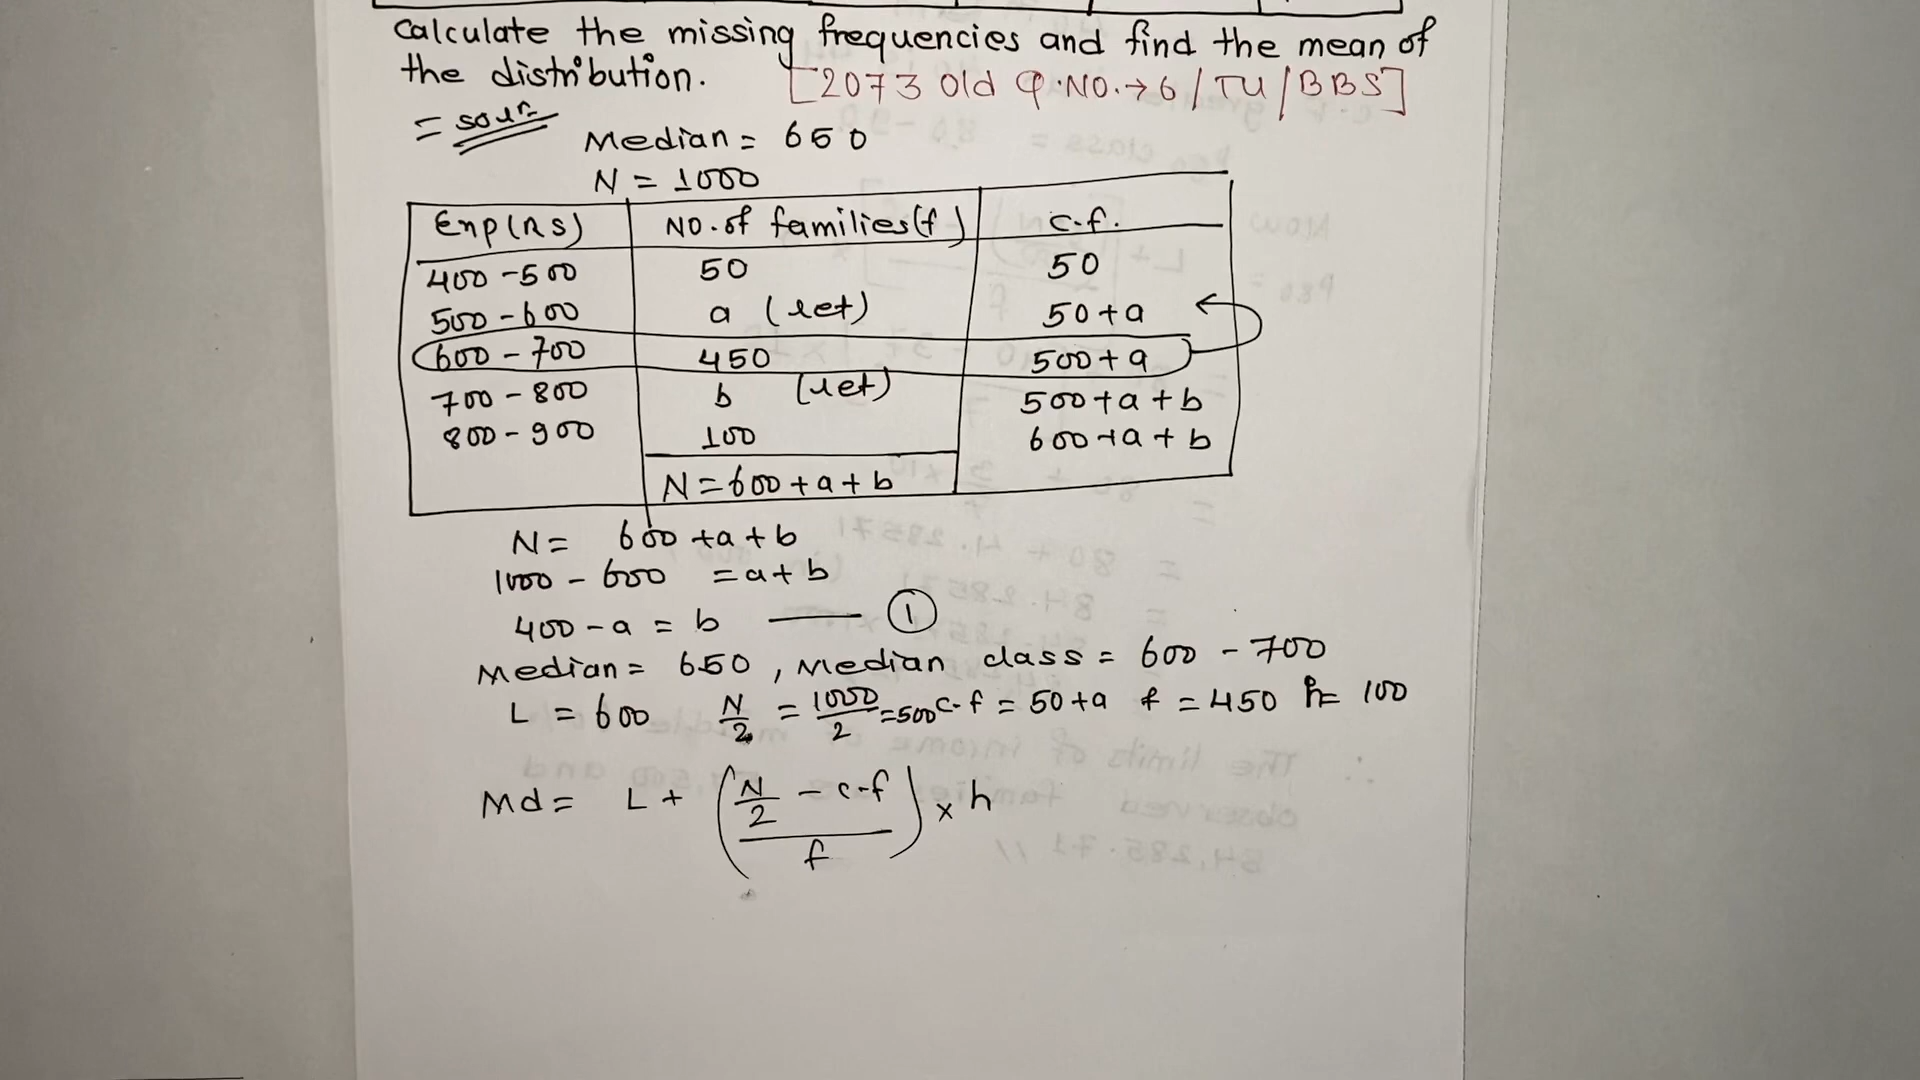 calculate the missing frequencies and find the mean of
the distribution. [2073 Old Q.NO.→6/TU/BBS]
= soun
Median = 650
N = 1000
Exp(RS) No. of families(f) c.f.
400-500 50 50
500-600 a (let) 50+a
600-700 450 500+a
700-800 b (let) 500+a+b
800-900 100 600+a+b
N=600+a+b
N= 600+a+b
1000-600 =a+b
400-a = b —— ①
Median= 650, Median class= 600-700
L = 600 N/2 = 1000/2 =500 c-f = 50+a f = 450 h= 100
Md= L+ (N/2 - c-f / f) × h